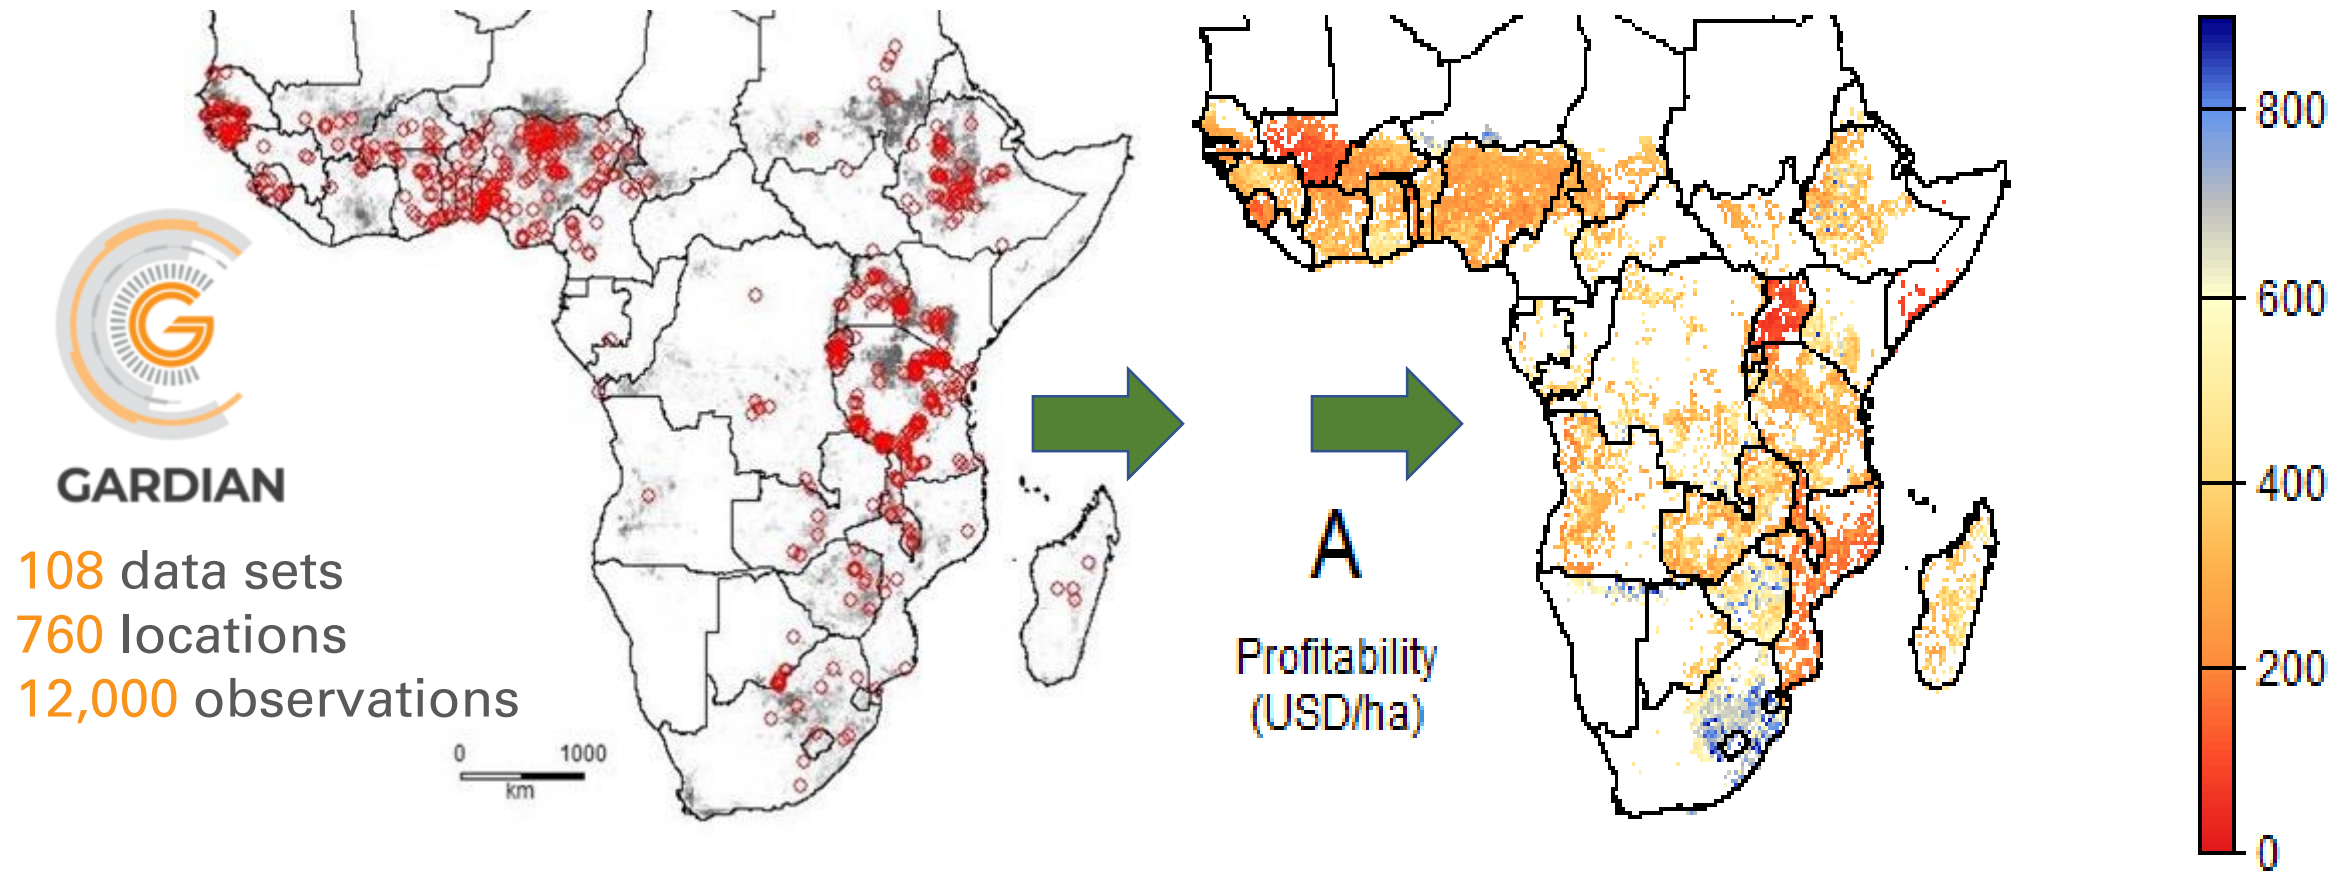 GARDIAN
108 data sets
760 locations
12,000 observations
0 1000
km
A
Profitability
(USD/ha)
800
600
400
200
0